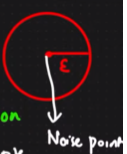 ε
on
Noise point